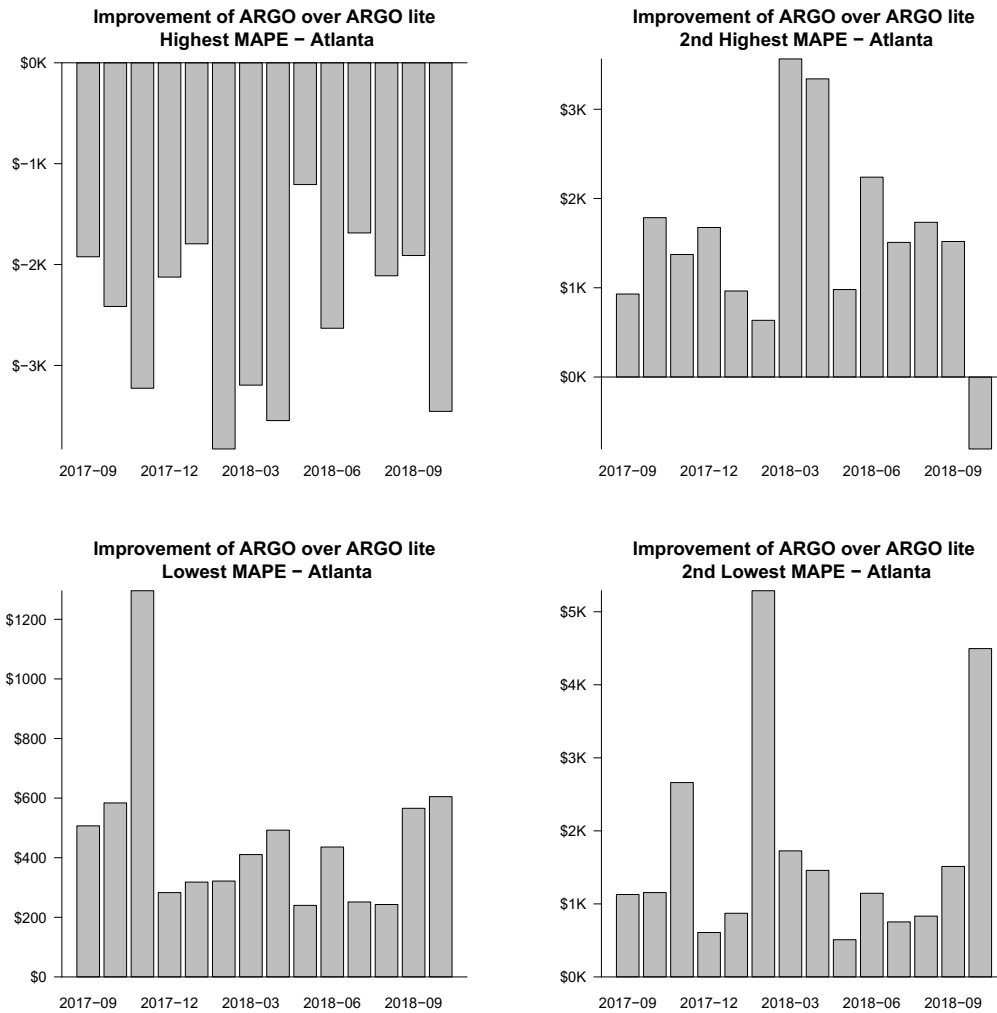 Improvement of ARGO over ARGO lite
Highest MAPE − Atlanta
$0K
$−1K
$−2K
$−3K
2017−09 2017−12 2018−03 2018−06 2018−09
Improvement of ARGO over ARGO lite
2nd Highest MAPE − Atlanta
$3K
$2K
$1K
$0K
2017−09 2017−12 2018−03 2018−06 2018−09
Improvement of ARGO over ARGO lite
Lowest MAPE − Atlanta
$1200
$1000
$800
$600
$400
$200
$0
2017−09 2017−12 2018−03 2018−06 2018−09
Improvement of ARGO over ARGO lite
2nd Lowest MAPE − Atlanta
$5K
$4K
$3K
$2K
$1K
$0K
2017−09 2017−12 2018−03 2018−06 2018−09